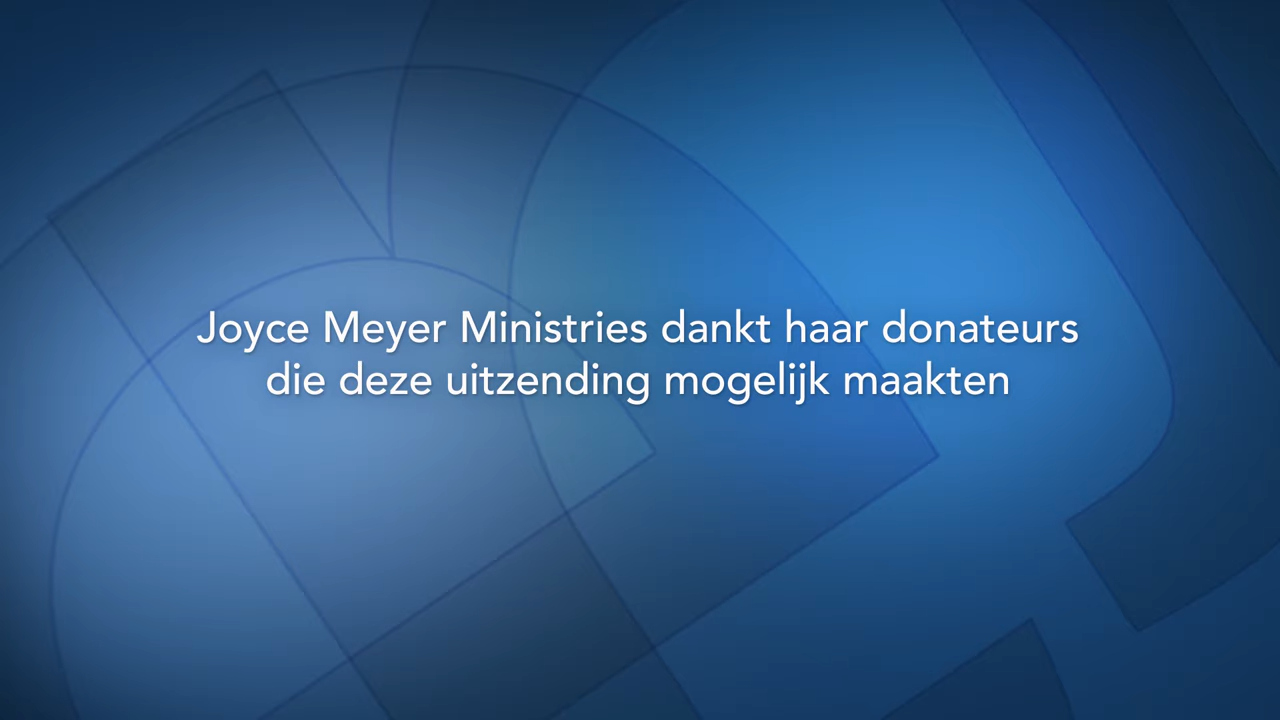 Joyce Meyer Ministries dankt haar donateurs
die deze uitzending mogelijk maakten